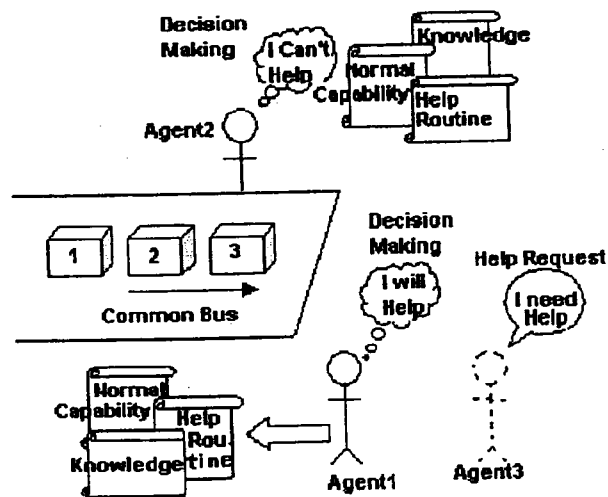 Decision
Making
I Can't
Help
Knowledge
Normal
Capability
Help
Routine
Agent2
1 2 3
Common Bus
Decision
Making
I will
Help
Help Request
I need
Help
Normal
Capability
Help
Rou
tine
Knowledge
Agent1
Agent3